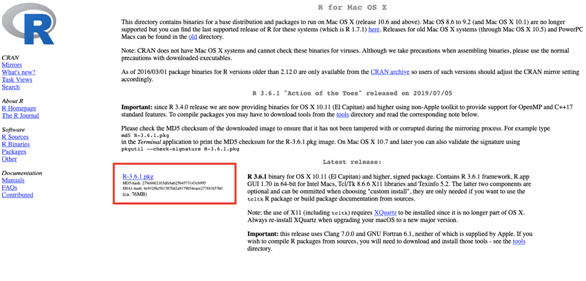 R for Mac OS X
This directory contains binaries for a base distribution and packages to run on Mac OS X (release 10.6 and above). Mac OS 8.6 to 9.2 (and Mac OS X 10.1) are no longer
supported but you can find the last supported release of R for these systems (which is R 1.7.1) here. Releases for old Mac OS X systems (through Mac OS X 10.5) and PowerPC
Macs can be found in the old directory.
Note: CRAN does not have Mac OS X systems and cannot check these binaries for viruses. Although we take precautions when assembling binaries, please use the normal
precautions with downloaded executables.
As of 2016/03/01 package binaries for R versions older than 2.12.0 are only available from the CRAN archive so users of such versions should adjust the CRAN mirror setting
accordingly.
R 3.6.1 "Action of the Toes" released on 2019/07/05
Important: since R 3.4.0 release we are now providing binaries for OS X 10.11 (El Capitan) and higher using non-Apple toolkit to provide support for OpenMP and C++17
standard features. To compile packages you may have to download tools from the tools directory and read the corresponding note below.
Please check the MD5 checksum of the downloaded image to ensure that it has not been tampered with or corrupted during the mirroring process. For example type
md5 R-3.6.1.pkg
in the Terminal application to print the MD5 checksum for the R-3.6.1.pkg image. On Mac OS X 10.7 and later you can also validate the signature using
pkgutil --check-signature R-3.6.1.pkg
Latest release:
R-3.6.1.pkg
MD5-hash:
SHA1-hash:
(ca. 76MB)
R 3.6.1 binary for OS X 10.11 (El Capitan) and higher, signed package. Contains R 3.6.1 framework, R.app
GUI 1.70 in 64-bit for Intel Macs, Tcl/Tk 8.6.6 X11 libraries and Texinfo 5.2. The latter two components are
optional and can be ommitted when choosing "custom install", they are only needed if you want to use the
tcltk R package or build package documentation from sources.
Note: the use of X11 (including tcltk) requires XQuartz to be installed since it is no longer part of OS X.
Always re-install XQuartz when upgrading your macOS to a new major version.
Important: this release uses Clang 7.0.0 and GNU Fortran 6.1, neither of which is supplied by Apple. If you
wish to compile R packages from sources, you will need to download and install those tools - see the tools
directory.
R
CRAN
Mirrors
What's new?
Task Views
Search
About R
R Homepage
The R Journal
Software
R Sources
R Binaries
Packages
Other
Documentation
Manuals
FAQs
Contributed